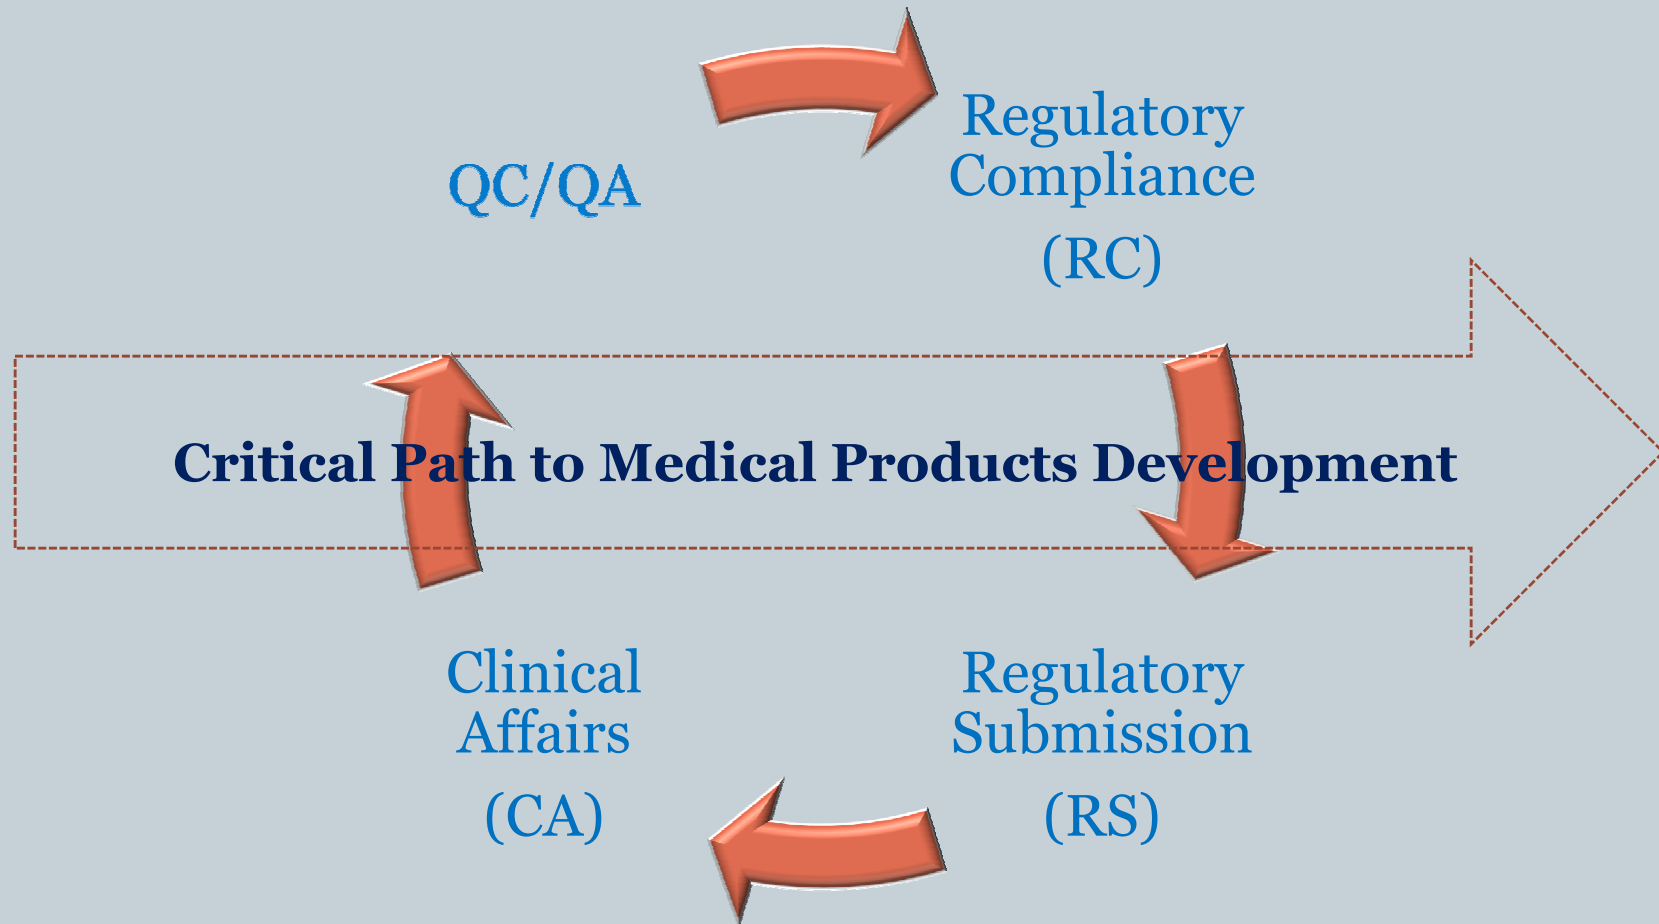 QC/QA
Regulatory
Compliance
(RC)
Critical Path to Medical Products Development
Clinical
Affairs
(CA)
Regulatory
Submission
(RS)